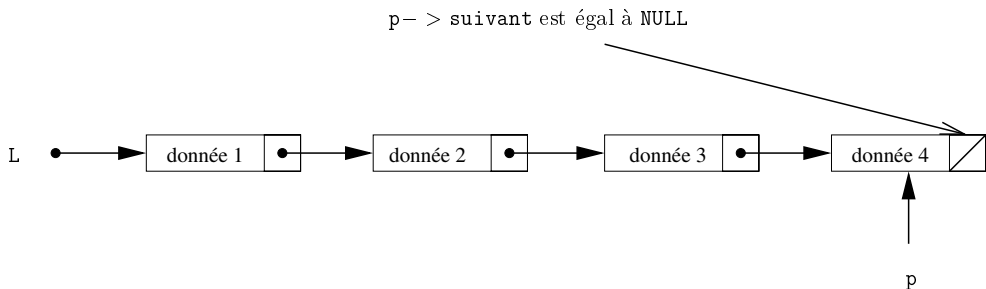 p− > suivant est égal à NULL
L
donnée 1
donnée 2
donnée 3
donnée 4
p